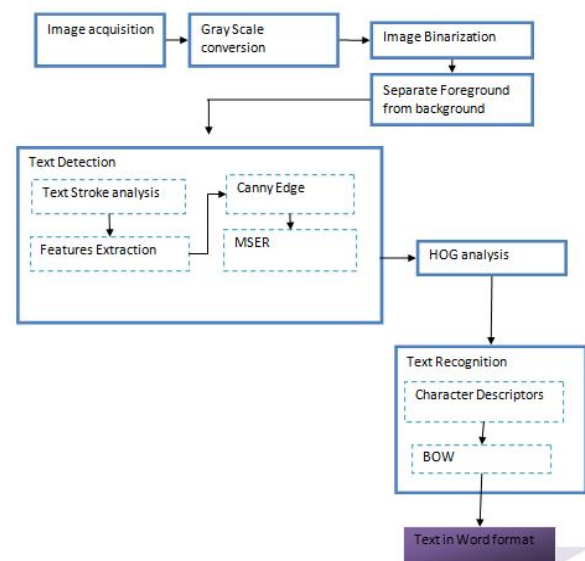 Image acquisition
Gray Scale
conversion
Image Binarization
Separate Foreground
from background
Text Detection
Text Stroke analysis
Features Extraction
Canny Edge
MSER
HOG analysis
Text Recognition
Character Descriptors
BOW
Text in Word format